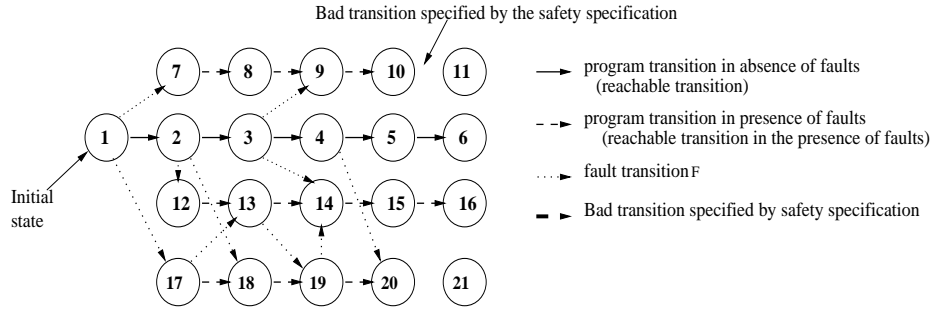 Bad transition specified by the safety specification
7 8 9 10 11
1 2 3 4 5 6
12 13 14 15 16
17 18 19 20 21
Initial
state
program transition in absence of faults
(reachable transition)
program transition in presence of faults
(reachable transition in the presence of faults)
fault transition F
Bad transition specified by safety specification